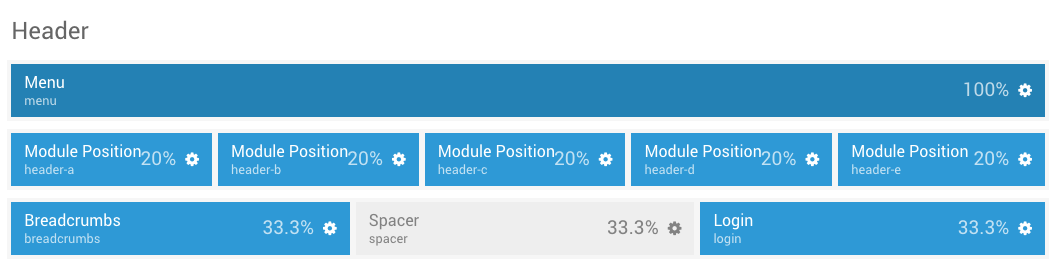 Header
Menu
menu
100%
Module Position 20%
header-a
Module Position 20%
header-b
Module Position 20%
header-c
Module Position 20%
header-d
Module Position 20%
header-e
Breadcrumbs 33.3%
breadcrumbs
Spacer 33.3%
spacer
Login 33.3%
login